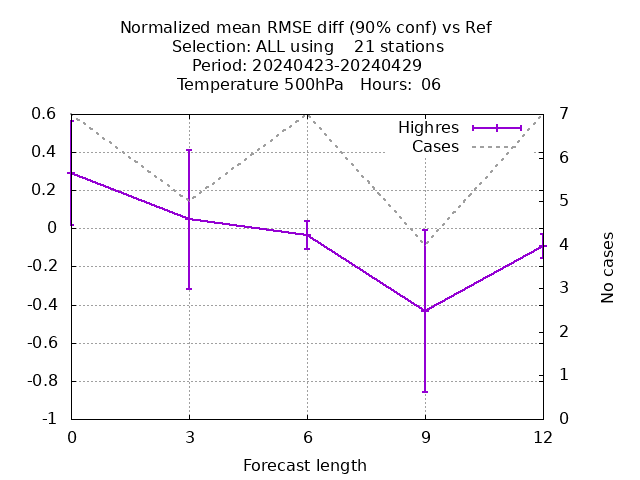 Normalized mean RMSE diff (90% conf) vs Ref
Selection: ALL using    21 stations
Period: 20240423-20240429
Temperature 500hPa   Hours:  06
Highres
Cases
0.6
0.4
0.2
0
-0.2
-0.4
-0.6
-0.8
-1
7
6
5
4
3
2
1
0
No cases
0 3 6 9 12
Forecast length